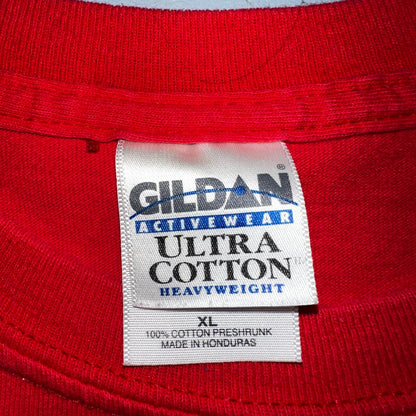 GILDAN
ACTIVEWEAR
ULTRA
COTTON
HEAVYWEIGHT
XL
100% COTTON PRESHRUNK
MADE IN HONDURAS